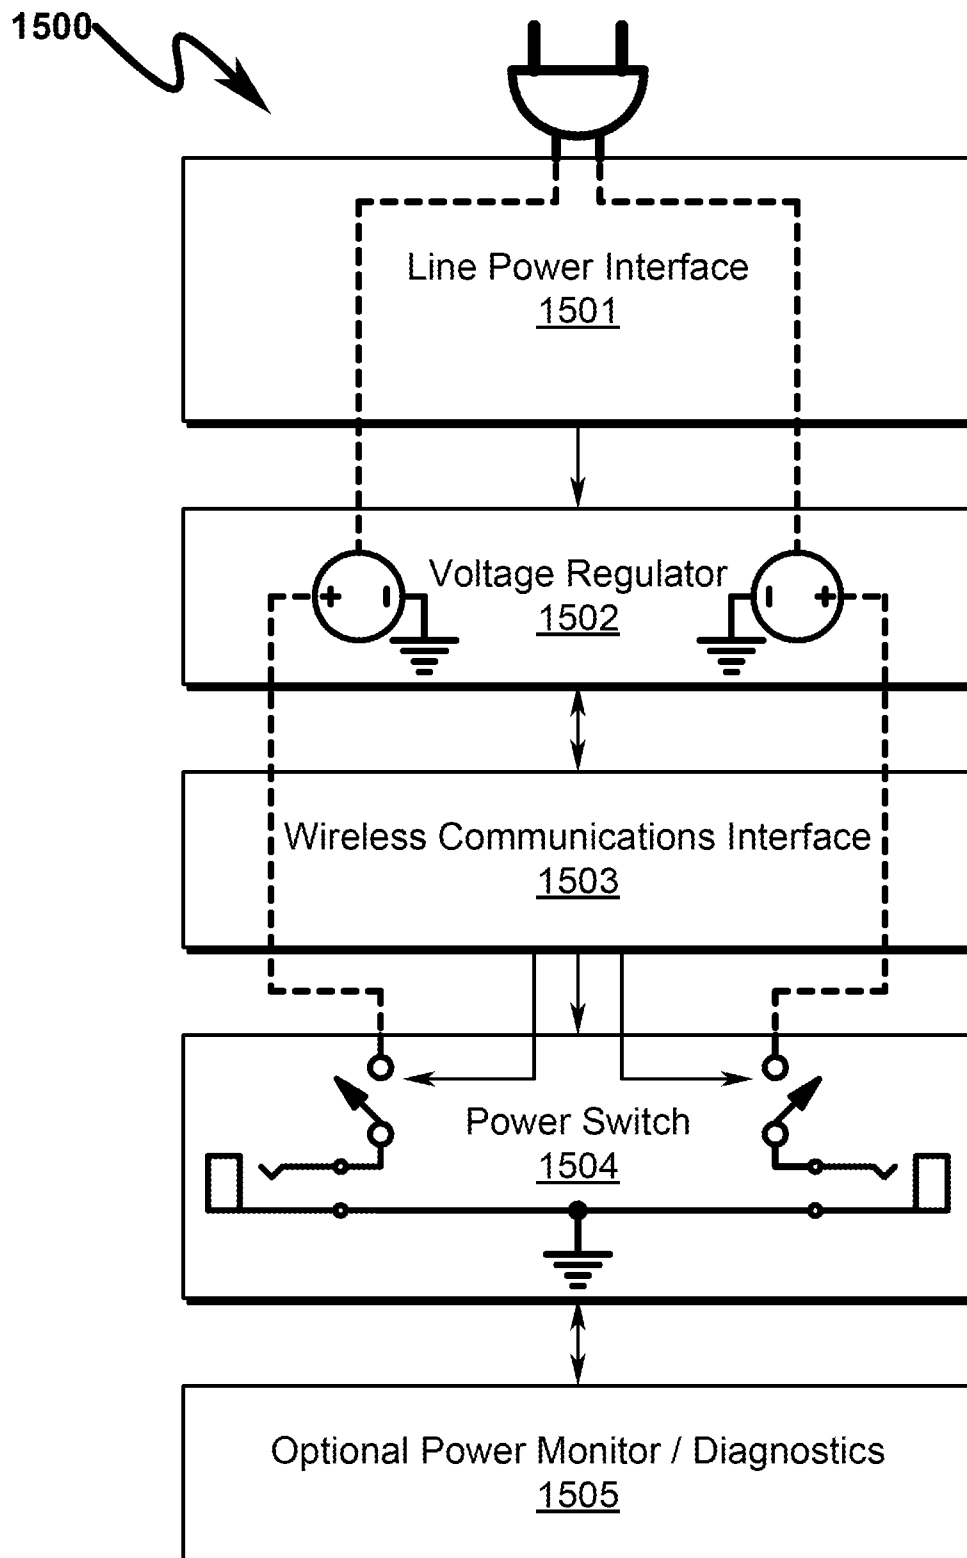 1500
Line Power Interface
1501
Voltage Regulator
1502
+
+
Wireless Communications Interface
1503
Power Switch
1504
Optional Power Monitor / Diagnostics
1505